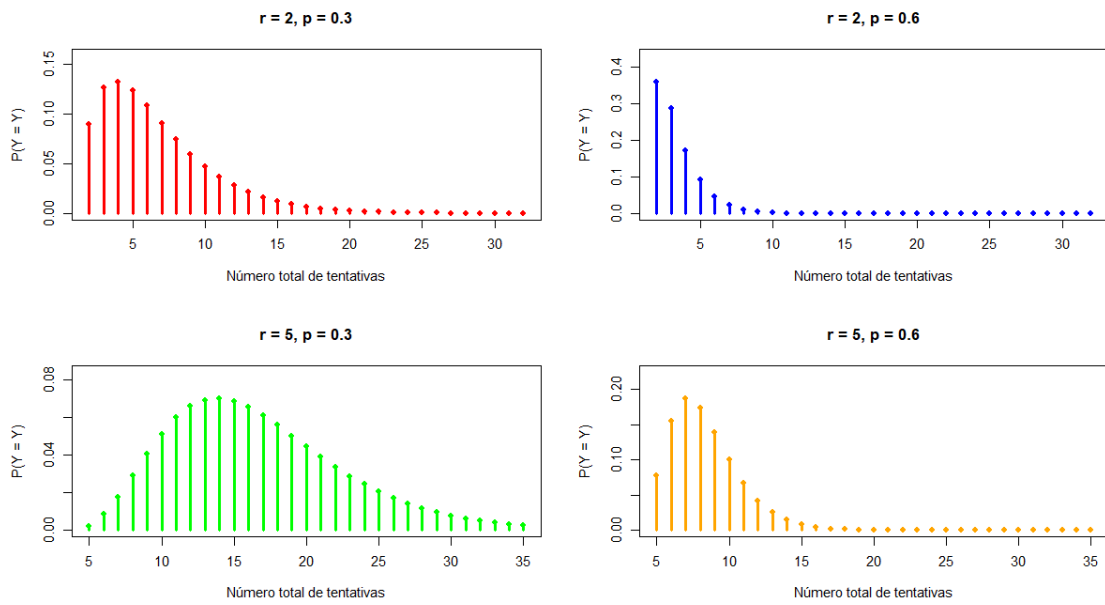 r = 2, p = 0.3
P(Y = Y)
0.00 0.05 0.10 0.15
5 10 15 20 25 30
Número total de tentativas
r = 2, p = 0.6
P(Y = Y)
0.0 0.1 0.2 0.3 0.4
5 10 15 20 25 30
Número total de tentativas
r = 5, p = 0.3
P(Y = Y)
0.00 0.04 0.08
5 10 15 20 25 30 35
Número total de tentativas
r = 5, p = 0.6
P(Y = Y)
0.00 0.10 0.20
5 10 15 20 25 30 35
Número total de tentativas